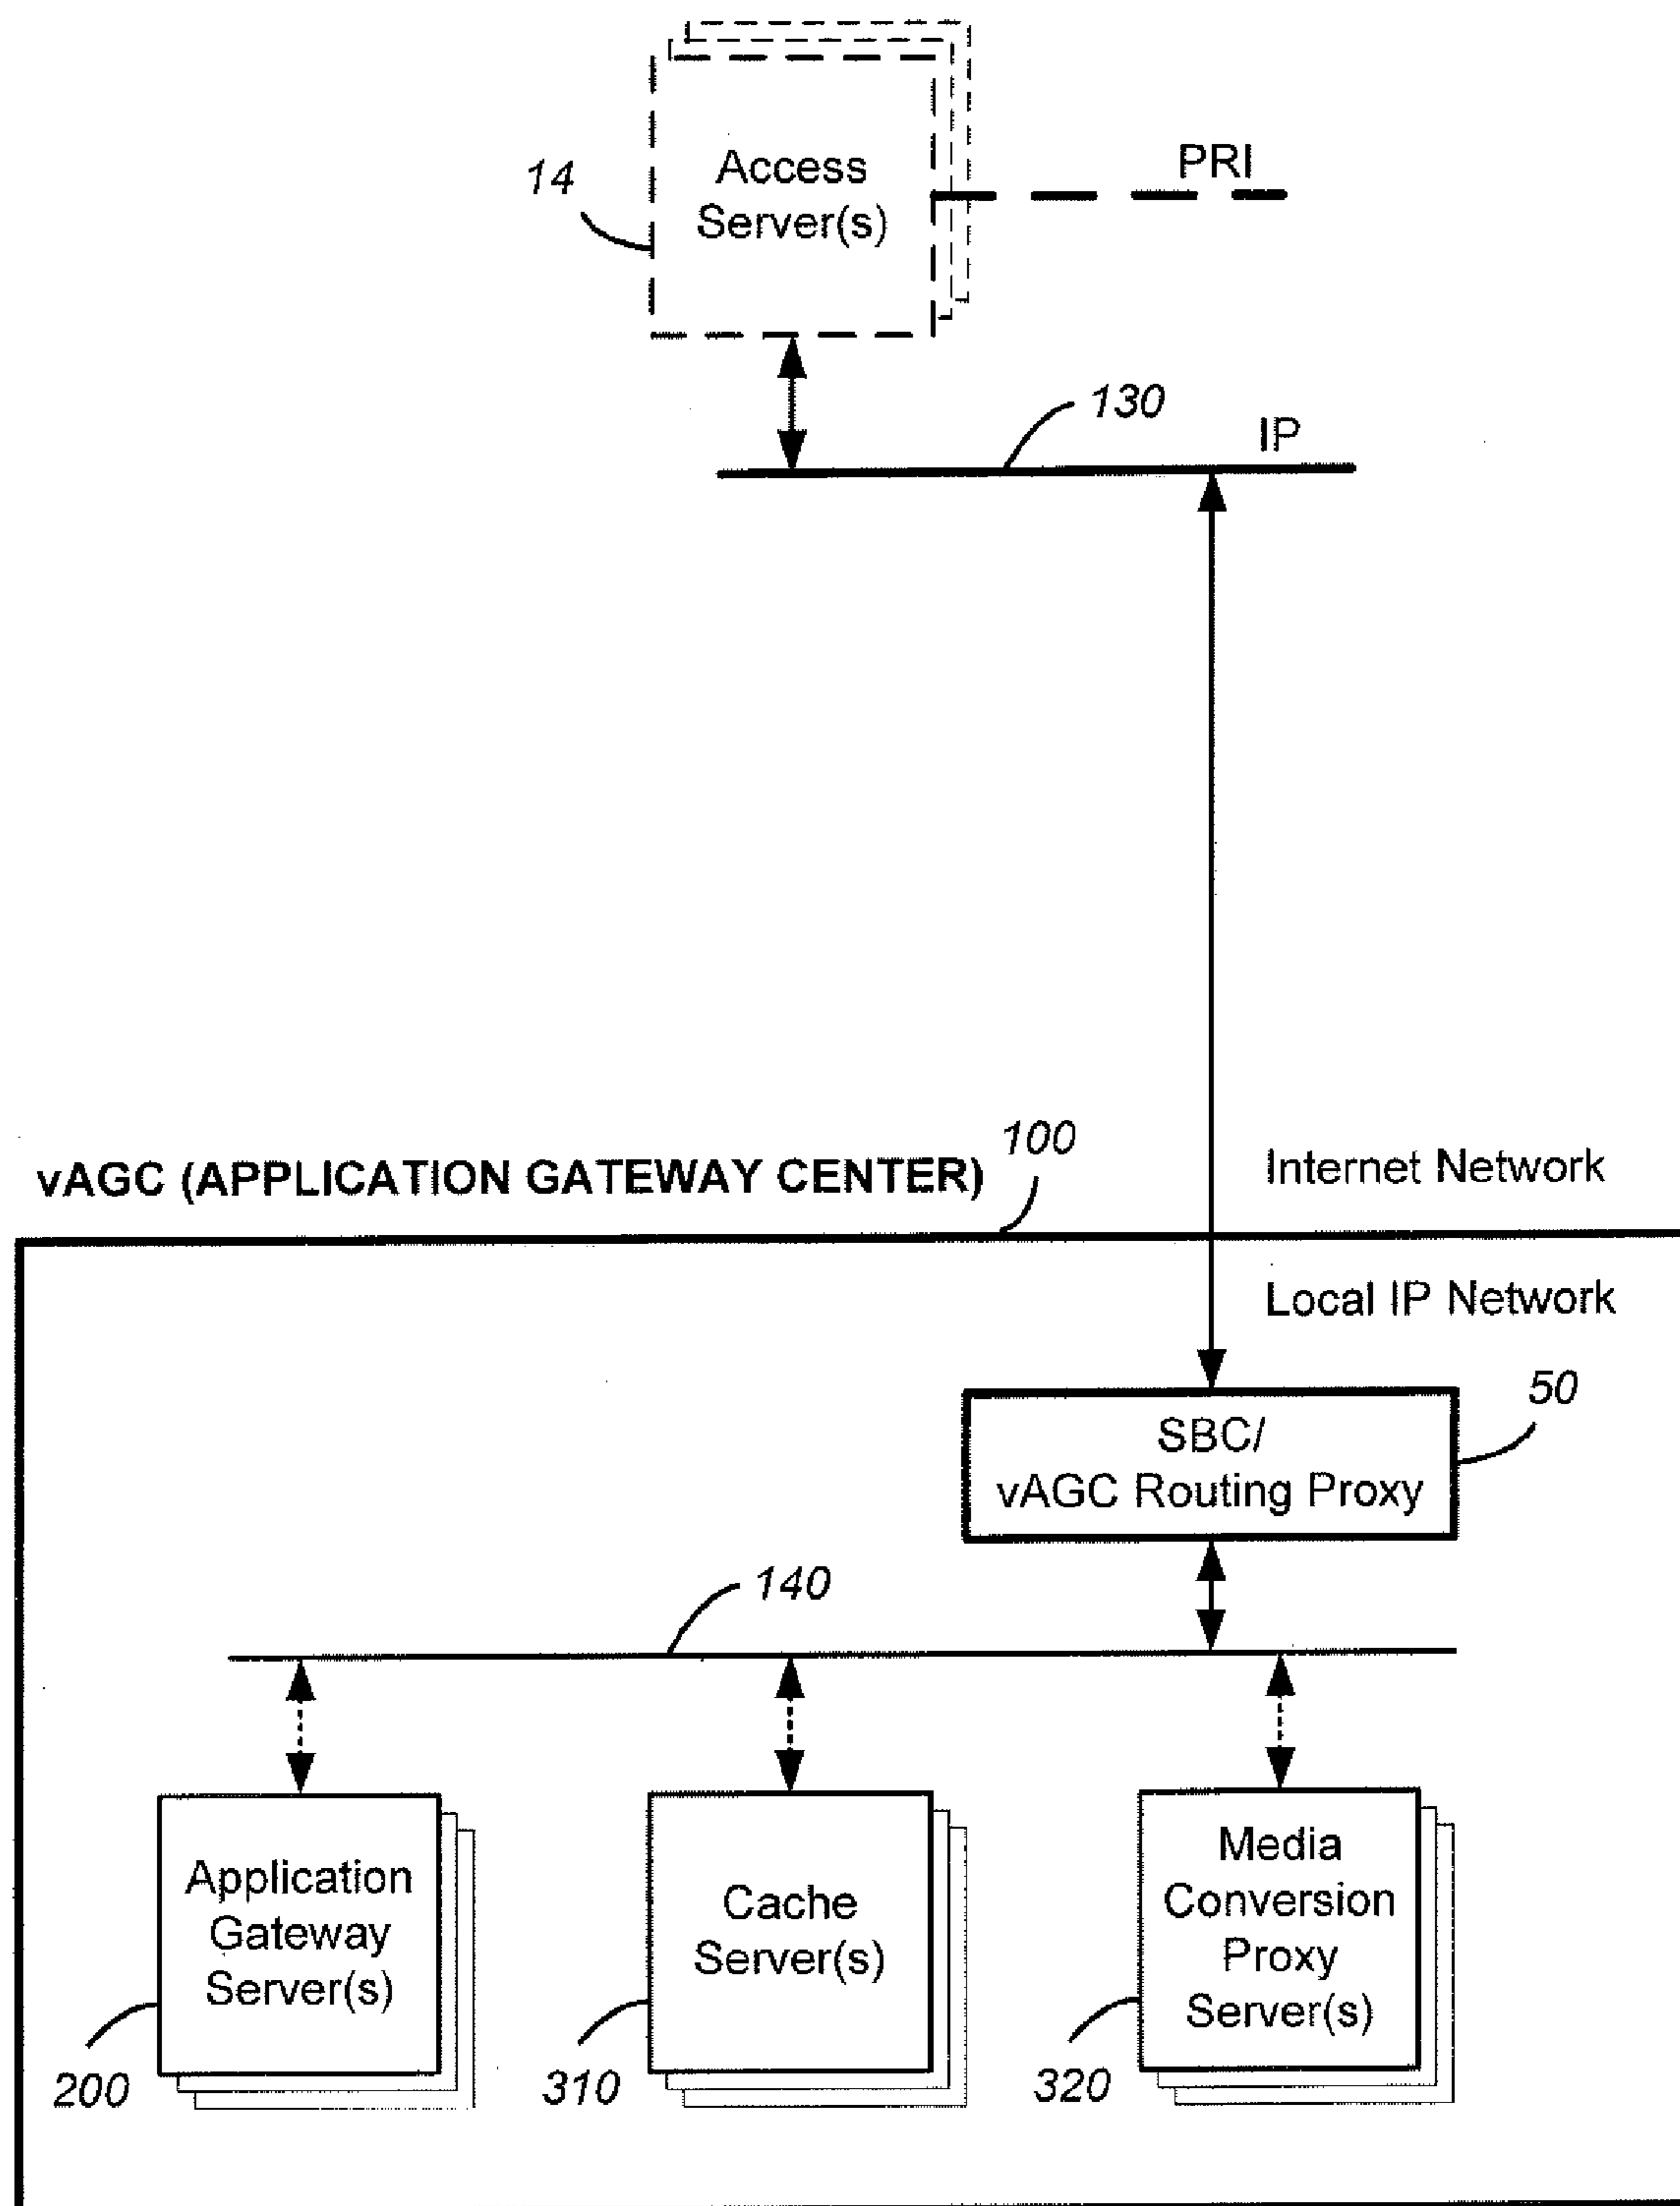 Access
Server(s)
14
PRI
130
IP
100
vAGC (APPLICATION GATEWAY CENTER)
Internet Network
Local IP Network
50
SBC/
vAGC Routing Proxy
140
Application
Gateway
Server(s)
200
Cache
Server(s)
310
Media
Conversion
Proxy
Server(s)
320